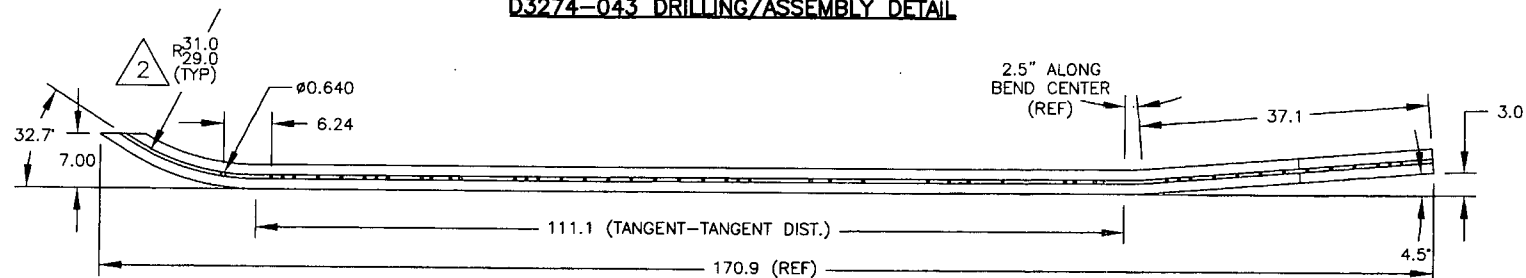 D3274-043 DRILLING/ASSEMBLY DETAIL
2
R31.0
29.0
(TYP)
ø0.640
6.24
32.7°
7.00
2.5" ALONG
BEND CENTER
(REF)
37.1
3.0
111.1 (TANGENT-TANGENT DIST.)
4.5°
170.9 (REF)